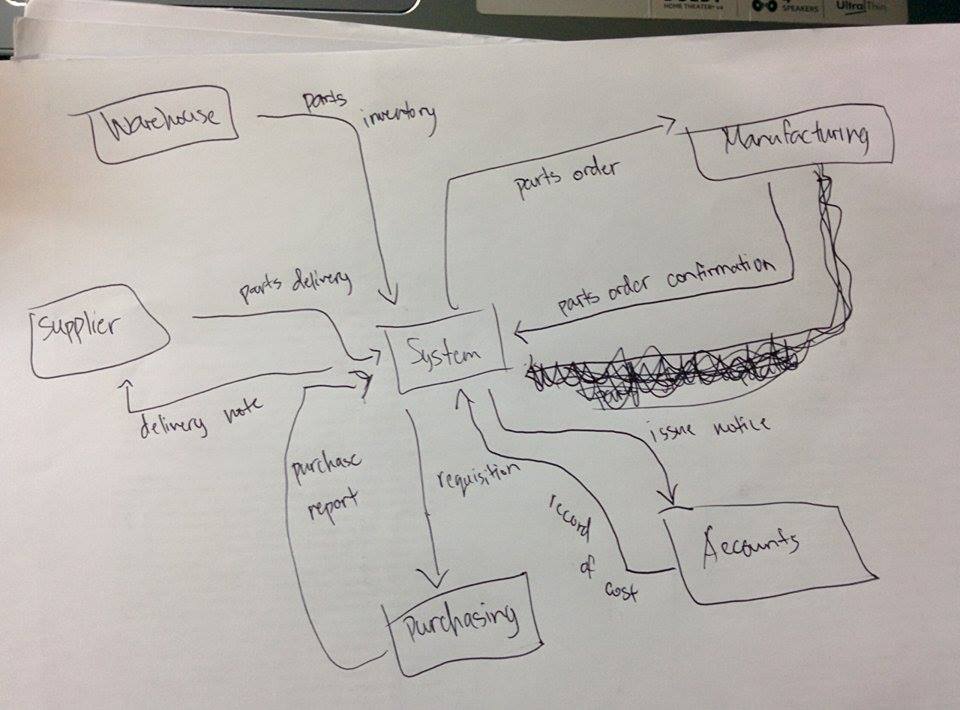 HOME THEATER v4
SPEAKERS
UltraThin
Warehouse
parts
inventory
Manufacturing
parts order
parts delivery
parts order confirmation
Supplier
System
delivery note
issue notice
purchase
report
requisition
record
of
cost
Accounts
purchasing